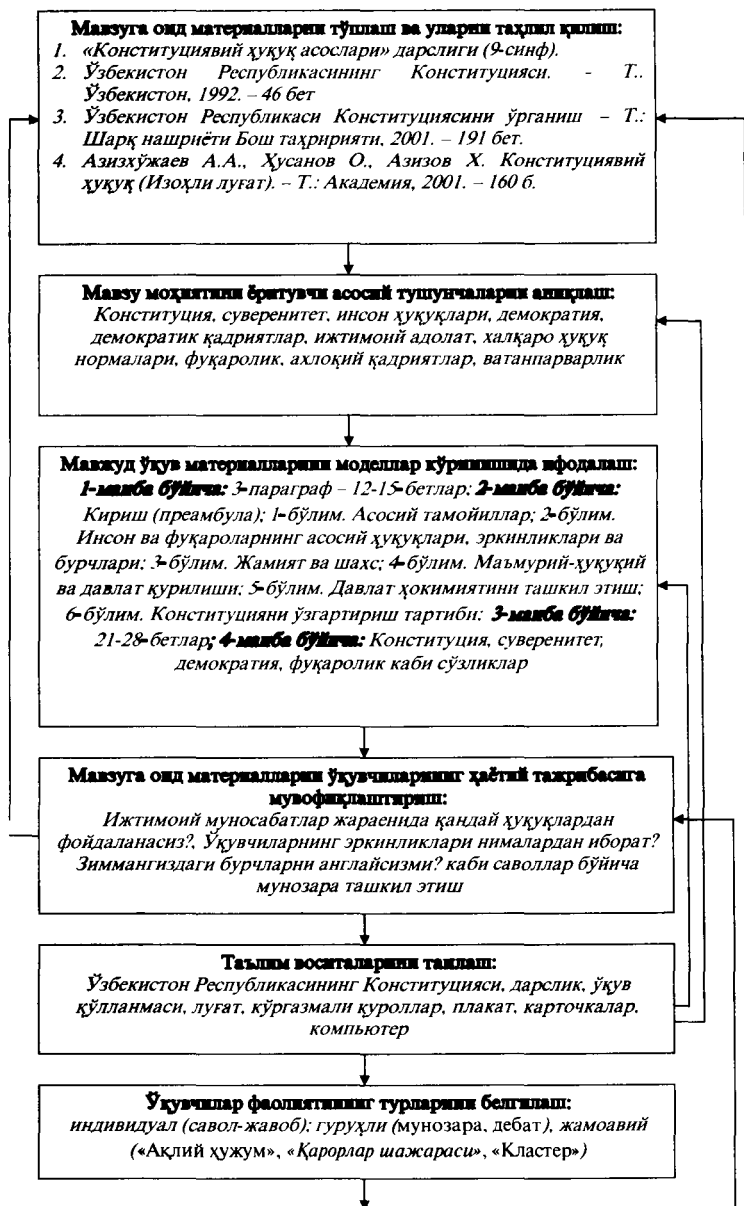 Мавзуга оид материалларни тўплаш ва уларни таҳлил қилиш:
1. «Конституциявий ҳуқуқ асослари» дарслиги (9-синф).
2. Ўзбекистон Республикасининг Конституцияси. - Т..
Ўзбекистон, 1992. – 46 бет
3. Ўзбекистон Республикаси Конституциясини ўрганиш – Т.:
Шарқ нашриёти Бош таҳририяти, 2001. – 191 бет.
4. Азизхўжаев А.А., Ҳусанов О., Азизов Х. Конституциявий
ҳуқуқ (Изоҳли луғат). – Т.: Академия, 2001. – 160 б.
Мавзу моҳиятини ёритувчи асосий тушунчаларни аниқлаш:
Конституция, суверенитет, инсон ҳуқуқлари, демократия,
демократик қадриятлар, ижтимоий адолат, халқаро ҳуқуқ
нормалари, фуқаролик, ахлоқий қадриятлар, ватанпарварлик
Мавжуд ўқув материалларини моделлар кўринишида ифодалаш:
1-манба бўйича: 3-параграф – 12-15-бетлар; 2-манба бўйича:
Кириш (преамбула); 1-бўлим. Асосий тамойиллар; 2-бўлим.
Инсон ва фуқароларнинг асосий ҳуқуқлари, эркинликлари ва
бурчлари; 3-бўлим. Жамият ва шахс; 4-бўлим. Маъмурий-ҳуқуқий
ва давлат қурилиши; 5-бўлим. Давлат ҳокимиятини ташкил этиш;
6-бўлим. Конституцияни ўзгартириш тартиби; 3-манба бўйича:
21-28-бетлар; 4-манба бўйича: Конституция, суверенитет,
демократия, фуқаролик каби сўзликлар
Мавзуга оид материалларни ўқувчиларнинг ҳаётий тажрибасига
мувофиқлаштириш:
Ижтимоий муносабатлар жараенида қандай ҳуқуқлардан
фойдаланасиз?, Ўқувчиларнинг эркинликлари нималардан иборат?
Зиммангиздаги бурчларни англайсизми? каби саволлар бўйича
мунозара ташкил этиш
Таълим воситаларини танлаш:
Ўзбекистон Республикасининг Конституцияси, дарслик, ўқув
қўлланмаси, луғат, кўргазмали қуроллар, плакат, карточкалар,
компьютер
Ўқувчилар фаолиятининг турларини белгилаш:
индивидуал (савол-жавоб); гуруҳли (мунозара, дебат), жамоавий
(«Ақлий ҳужум», «Қарорлар шажараси», «Кластер»)